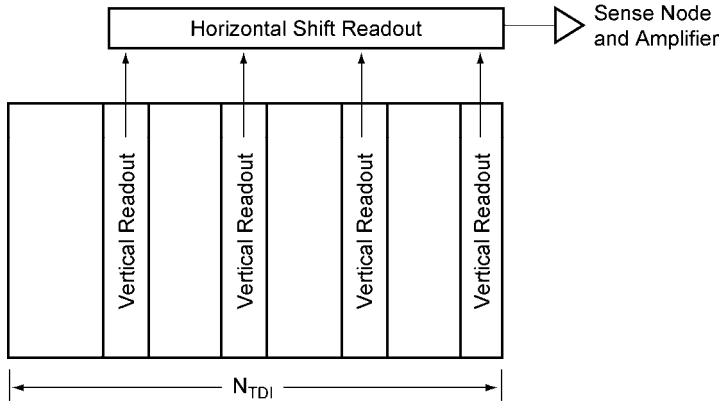 Horizontal Shift Readout
Sense Node
and Amplifier
Vertical Readout
Vertical Readout
Vertical Readout
Vertical Readout
NTDI